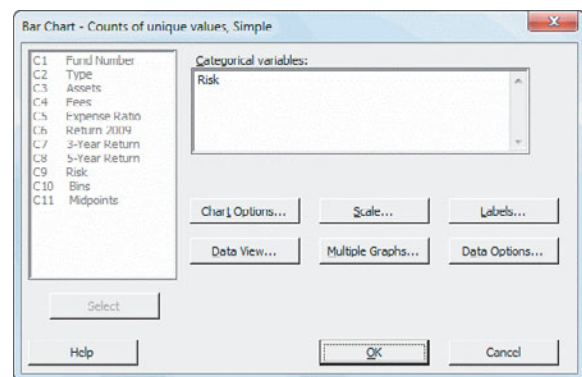 Bar Chart - Counts of unique values, Simple
C1 Fund Number
C2 Type
C3 Assets
C4 Fees
C5 Expense Ratio
C6 Return 2009
C7 3-Year Return
C8 5-Year Return
C9 Risk
C10 Bins
C11 Midpoints
Categorical variables:
Risk
Chart Options...
Scale...
Labels...
Data View...
Multiple Graphs...
Data Options...
Select
Help
OK
Cancel